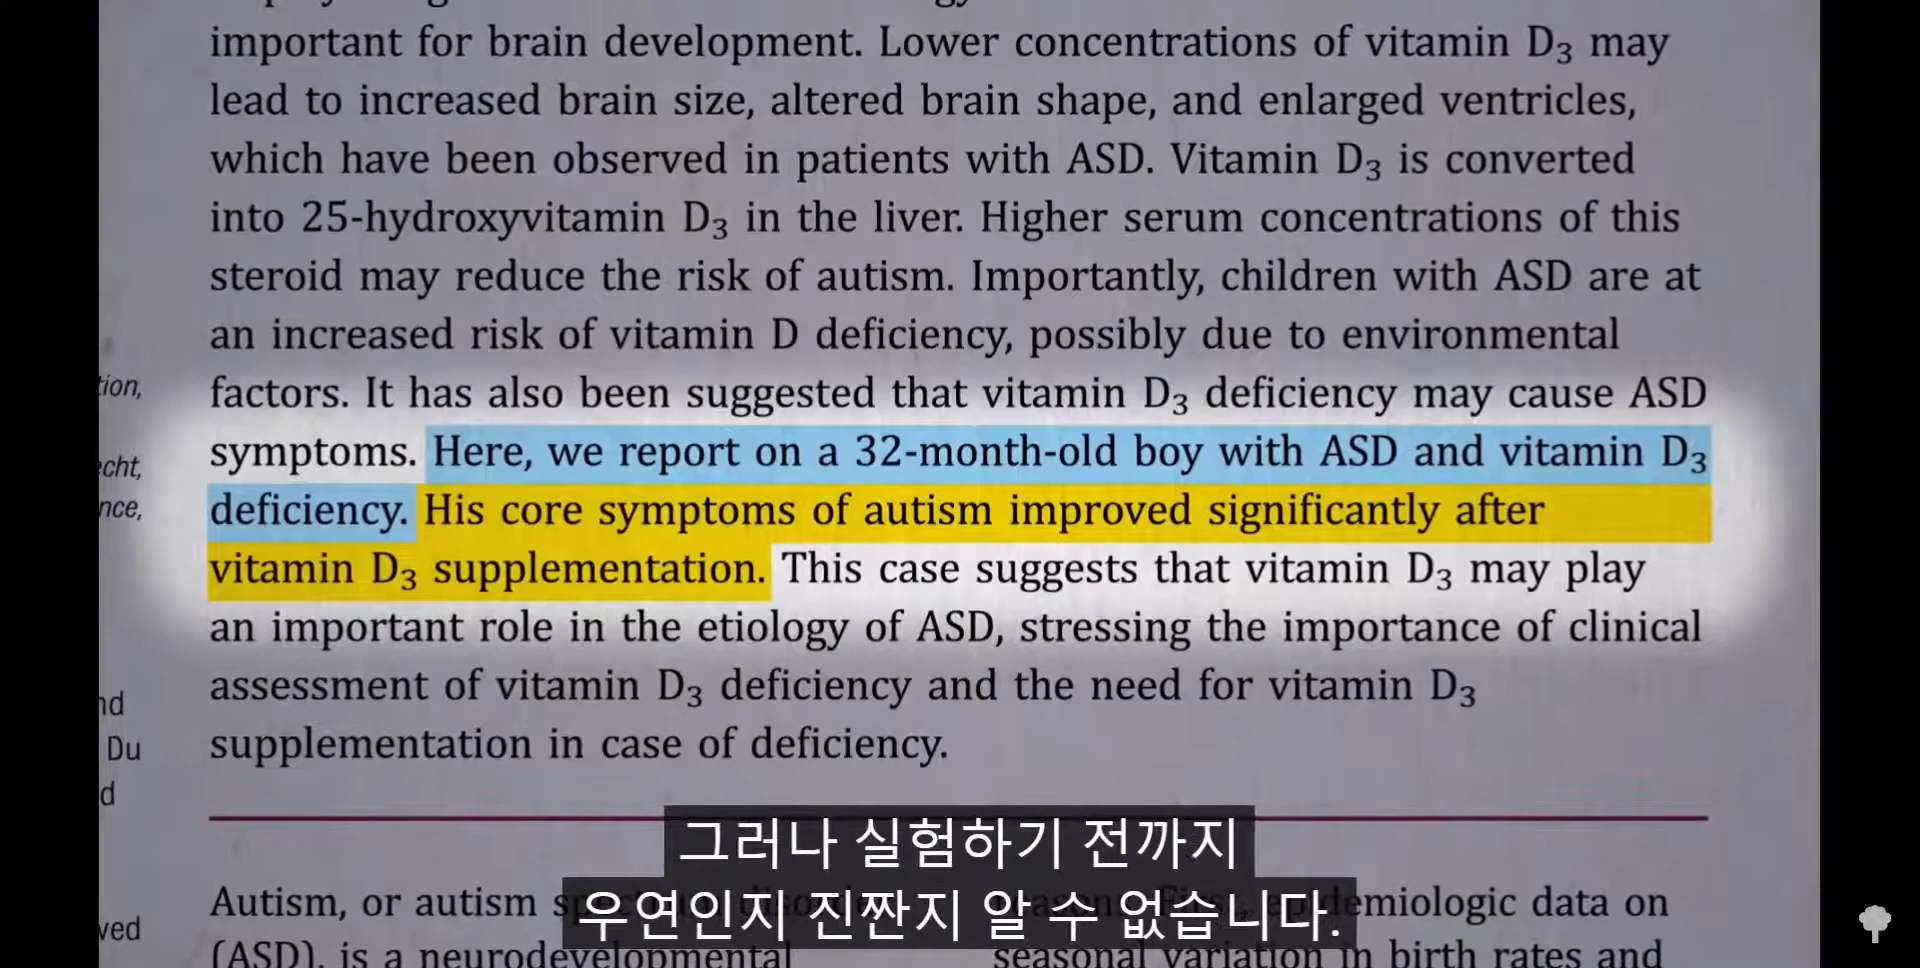 important for brain development. Lower concentrations of vitamin D₃ may
lead to increased brain size, altered brain shape, and enlarged ventricles,
which have been observed in patients with ASD. Vitamin D₃ is converted
into 25-hydroxyvitamin D₃ in the liver. Higher serum concentrations of this
steroid may reduce the risk of autism. Importantly, children with ASD are at
an increased risk of vitamin D deficiency, possibly due to environmental
factors. It has also been suggested that vitamin D₃ deficiency may cause ASD
symptoms. Here, we report on a 32-month-old boy with ASD and vitamin D₃
deficiency. His core symptoms of autism improved significantly after
vitamin D₃ supplementation. This case suggests that vitamin D₃ may play
an important role in the etiology of ASD, stressing the importance of clinical
assessment of vitamin D₃ deficiency and the need for vitamin D₃
supplementation in case of deficiency.
tion,
cht,
nce,
nd
Du
d
ved
그러나 실험하기 전까지
우연인지 진짠지 알 수 없습니다.
Autism, or autism
(ASD), is a neurodevelopmental
data on
seasonal variation in birth rates and